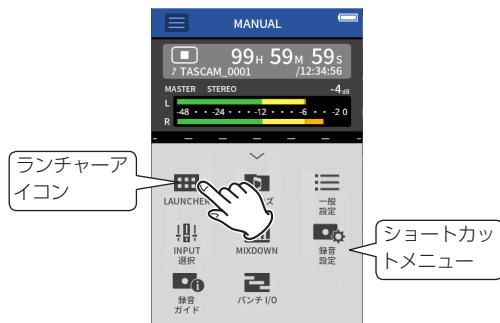 MANUAL
99H 59M 59S
♪ TASCAM_0001 /12:34:56
MASTER STEREO -4dB
L
-48 · · -24 · · · · -12 · · · -6 · · -2 0
R
ランチャーア
イコン
LAUNCHER
ズ
一般
設定
INPUT
選択
MIXDOWN
録音
設定
ショートカッ
トメニュー
録音
ガイド
パンチ I/O